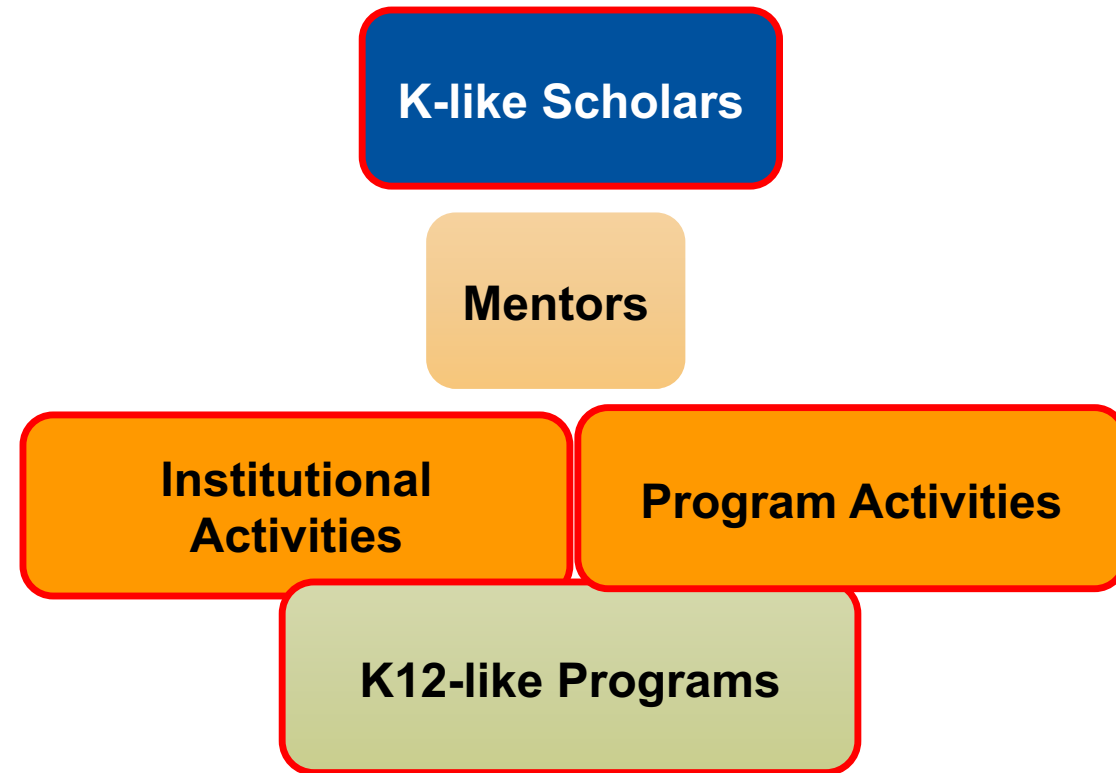 K-like Scholars
Mentors
Institutional
Activities
Program Activities
K12-like Programs